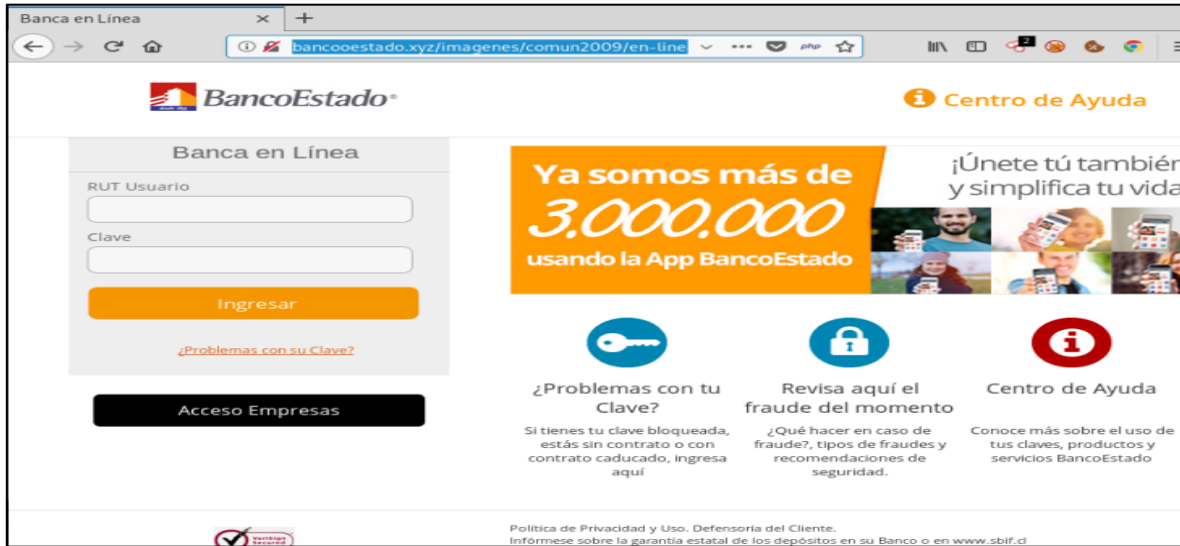 Banca en Línea
bancooestado.xyz/imagenes/comun2009/en-line
php
2
BancoEstado®
Centro de Ayuda
Banca en Línea
RUT Usuario
Clave
Ingresar
¿Problemas con su Clave?
Acceso Empresas
Ya somos más de
3.000.000
usando la App BancoEstado
¡Únete tú también
y simplifica tu vida
¿Problemas con tu
Clave?
Si tienes tu clave bloqueada,
estás sin contrato o con
contrato caducado, ingresa
aquí
Revisa aquí el
fraude del momento
¿Qué hacer en caso de
fraude?, tipos de fraudes y
recomendaciones de
seguridad.
Centro de Ayuda
Conoce más sobre el uso de
tus claves, productos y
servicios BancoEstado
VeriSign
Secured
Política de Privacidad y Uso. Defensoría del Cliente.
Infórmese sobre la garantía estatal de los depósitos en su Banco o en www.sbif.cl